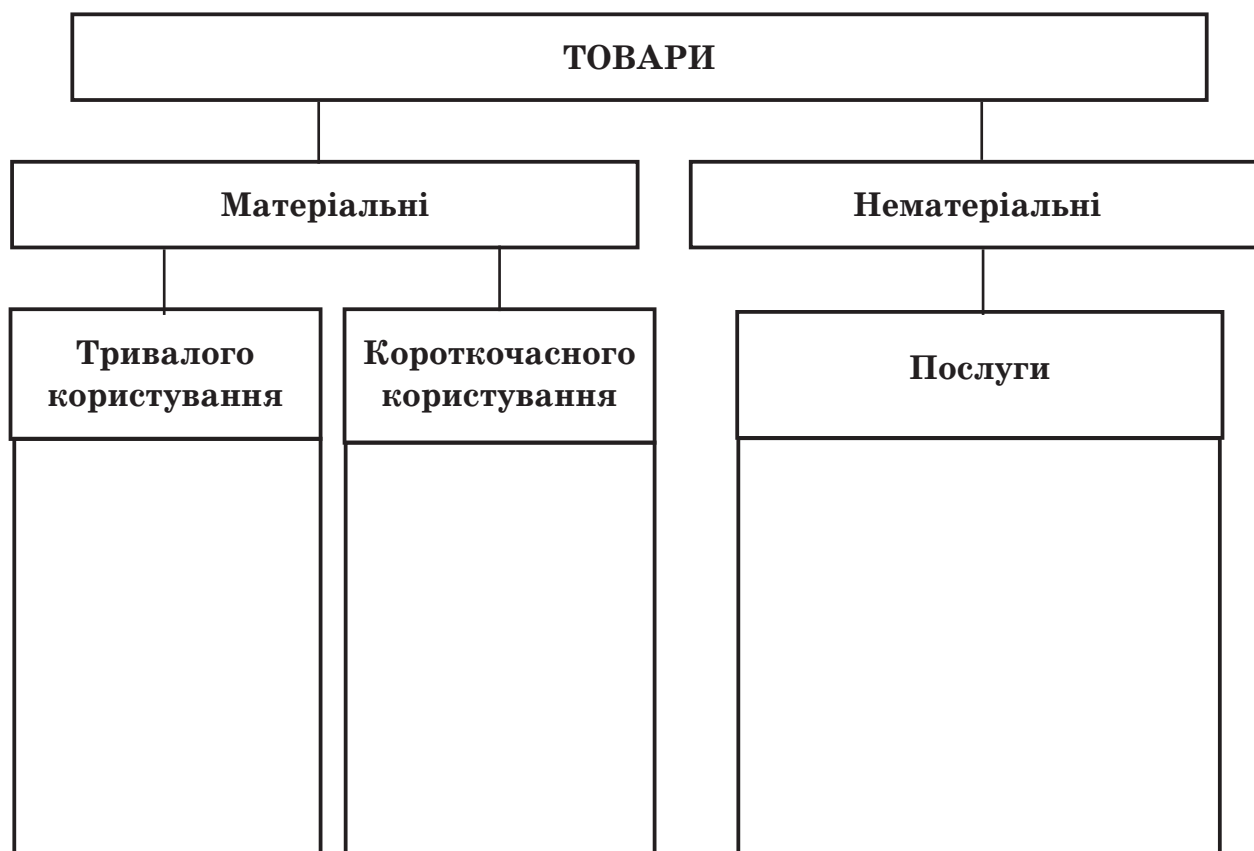 ТОВАРИ
Матеріальні
Нематеріальні
Тривалого
користування
Короткочасного
користування
Послуги